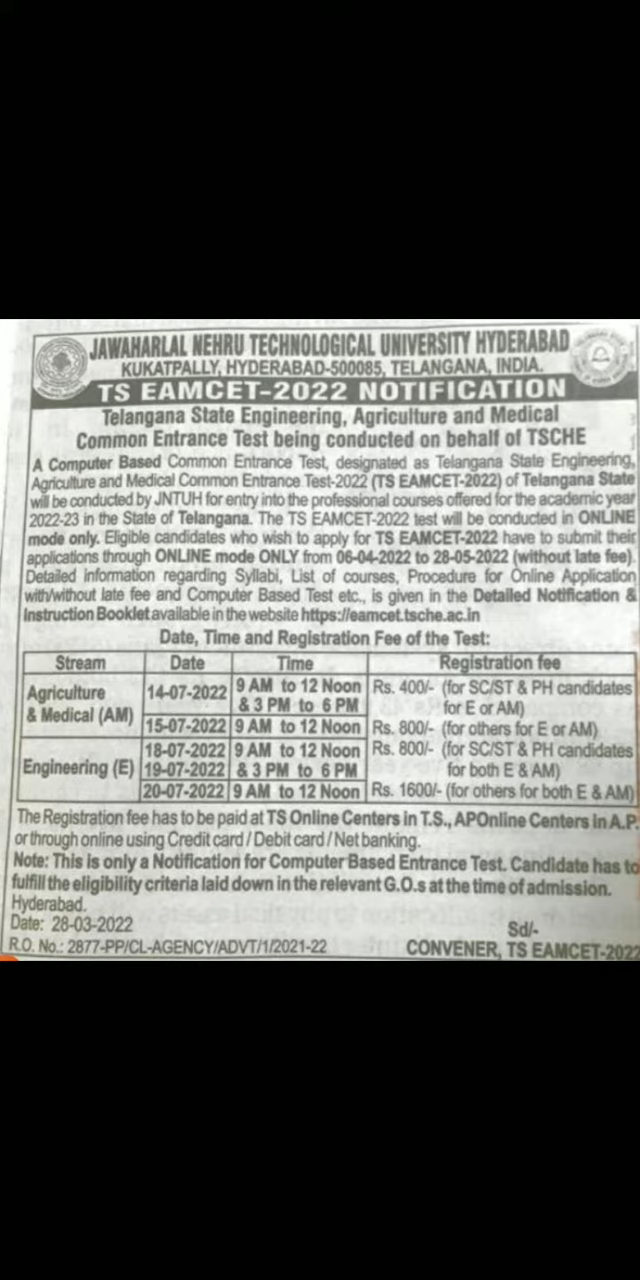 JAWAHARLAL NEHRU TECHNOLOGICAL UNIVERSITY HYDERABAD
KUKATPALLY, HYDERABAD-500085, TELANGANA, INDIA.
TS EAMCET-2022 NOTIFICATION
Telangana State Engineering, Agriculture and Medical
Common Entrance Test being conducted on behalf of TSCHE
A Computer Based Common Entrance Test, designated as Telangana State Engineering,
Agriculture and Medical Common Entrance Test-2022 (TS EAMCET-2022) of Telangana State
will be conducted by JNTUH for entry into the professional courses offered for the academic year
2022-23 in the State of Telangana. The TS EAMCET-2022 test will be conducted in ONLINE
mode only. Eligible candidates who wish to apply for TS EAMCET-2022 have to submit their
applications through ONLINE mode ONLY from 06-04-2022 to 28-05-2022 (without late fee).
Detailed information regarding Syllabi, List of courses, Procedure for Online Application
with/without late fee and Computer Based Test etc., is given in the Detailed Notification &
Instruction Booklet available in the website https://eamcet.tsche.ac.in
Date, Time and Registration Fee of the Test:
Stream Date Time Registration fee
Agriculture & Medical (AM) 14-07-2022 9 AM to 12 Noon & 3 PM to 6 PM Rs. 400/- (for SC/ST & PH candidates for E or AM)
15-07-2022 9 AM to 12 Noon Rs. 800/- (for others for E or AM)
Engineering (E) 18-07-2022 19-07-2022 9 AM to 12 Noon & 3 PM to 6 PM Rs. 800/- (for SC/ST & PH candidates for both E & AM)
20-07-2022 9 AM to 12 Noon Rs. 1600/- (for others for both E & AM)
The Registration fee has to be paid at TS Online Centers in T.S., APOnline Centers in A.P.
or through online using Credit card / Debit card / Net banking.
Note: This is only a Notification for Computer Based Entrance Test. Candidate has to
fulfill the eligibility criteria laid down in the relevant G.O.s at the time of admission.
Hyderabad.
Date: 28-03-2022
Sd/-
R.O. No.: 2877-PP/CL-AGENCY/ADVT/1/2021-22 CONVENER, TS EAMCET-2022